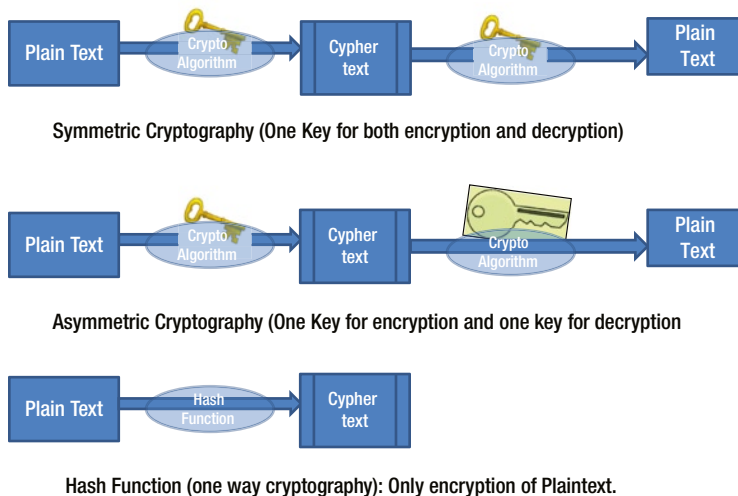 Plain Text
Crypto
Algorithm
Cypher
text
Crypto
Algorithm
Plain
Text
Symmetric Cryptography (One Key for both encryption and decryption)
Plain Text
Crypto
Algorithm
Cypher
text
Crypto
Algorithm
Plain
Text
Asymmetric Cryptography (One Key for encryption and one key for decryption
Plain Text
Hash
Function
Cypher
text
Hash Function (one way cryptography): Only encryption of Plaintext.